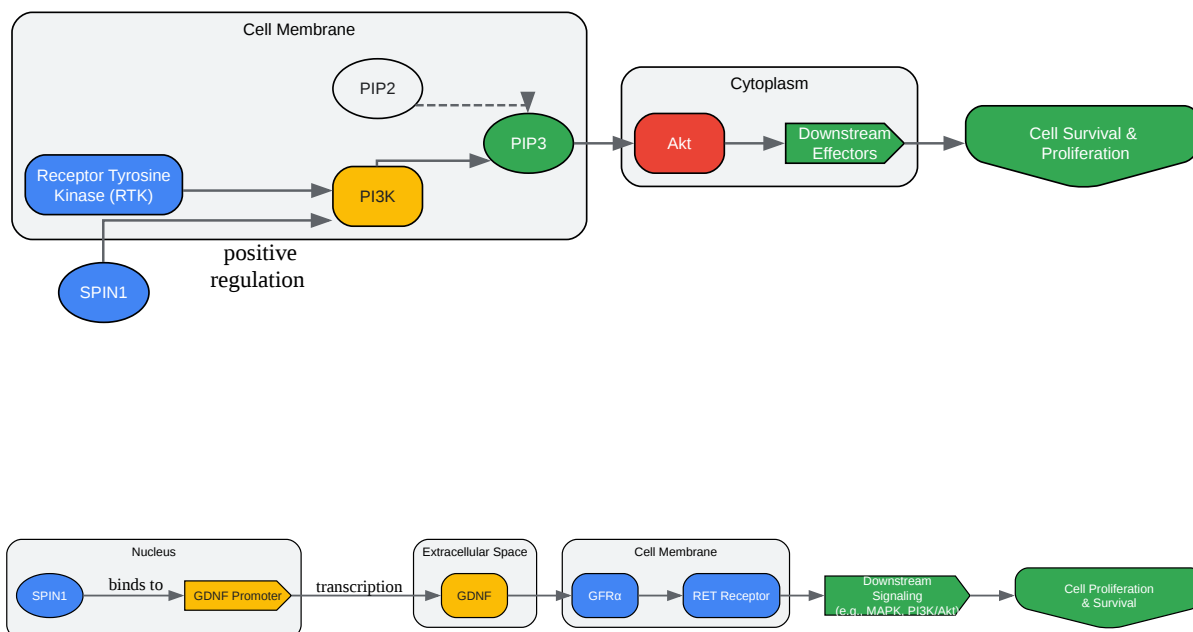 Cell Membrane
PIP2
Cytoplasm
PIP3
Akt
Downstream
Effectors
Cell Survival &
Proliferation
Receptor Tyrosine
Kinase (RTK)
PI3K
positive
regulation
SPIN1
Nucleus
SPIN1
binds to
GDNF Promoter
transcription
Extracellular Space
GDNF
Cell Membrane
GFRα
RET Receptor
Downstream
Signaling
(e.g., MAPK, PI3K/Akt)
Cell Proliferation
& Survival